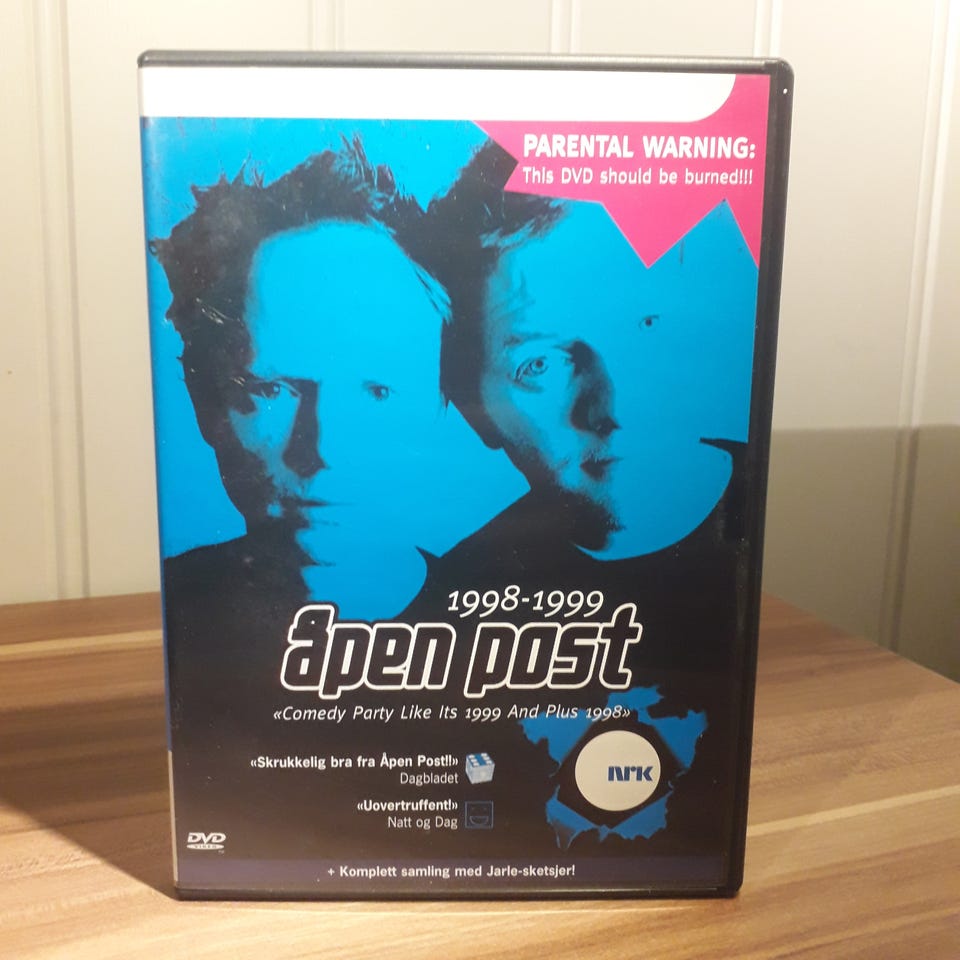 PARENTAL WARNING:
This DVD should be burned!!!
1998-1999
åpen post
«Comedy Party Like Its 1999 And Plus 1998»
«Skrukkelig bra fra Åpen Post!!»
Dagbladet
«Uovertruffent!»
Natt og Dag
NRK
DVD
VIDEO
+ Komplett samling med Jarle-sketsjer!